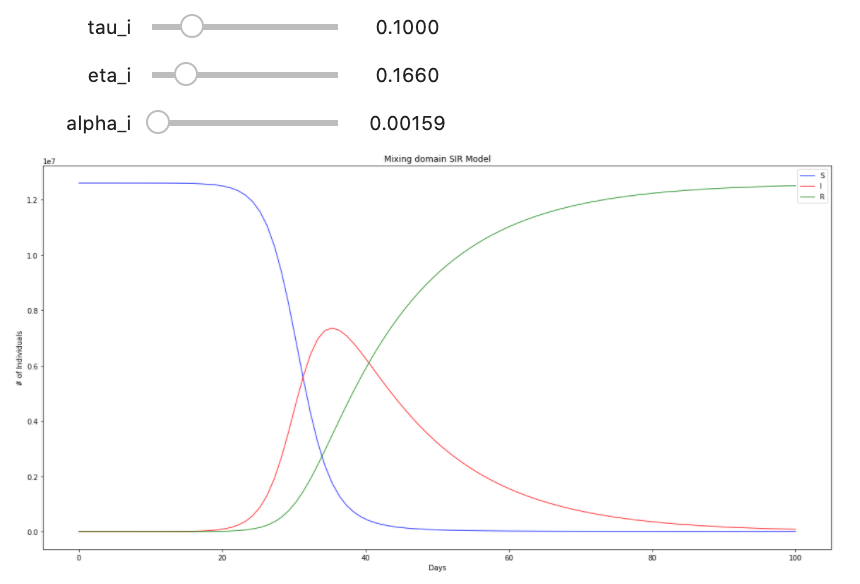 tau_i 0.1000
eta_i 0.1660
alpha_i 0.00159
Mixing domain SIR Model
1e7
S
I
R
1.2
1.0
0.8
0.6
0.4
0.2
0.0
# of Individuals
0 20 40 60 80 100
Days